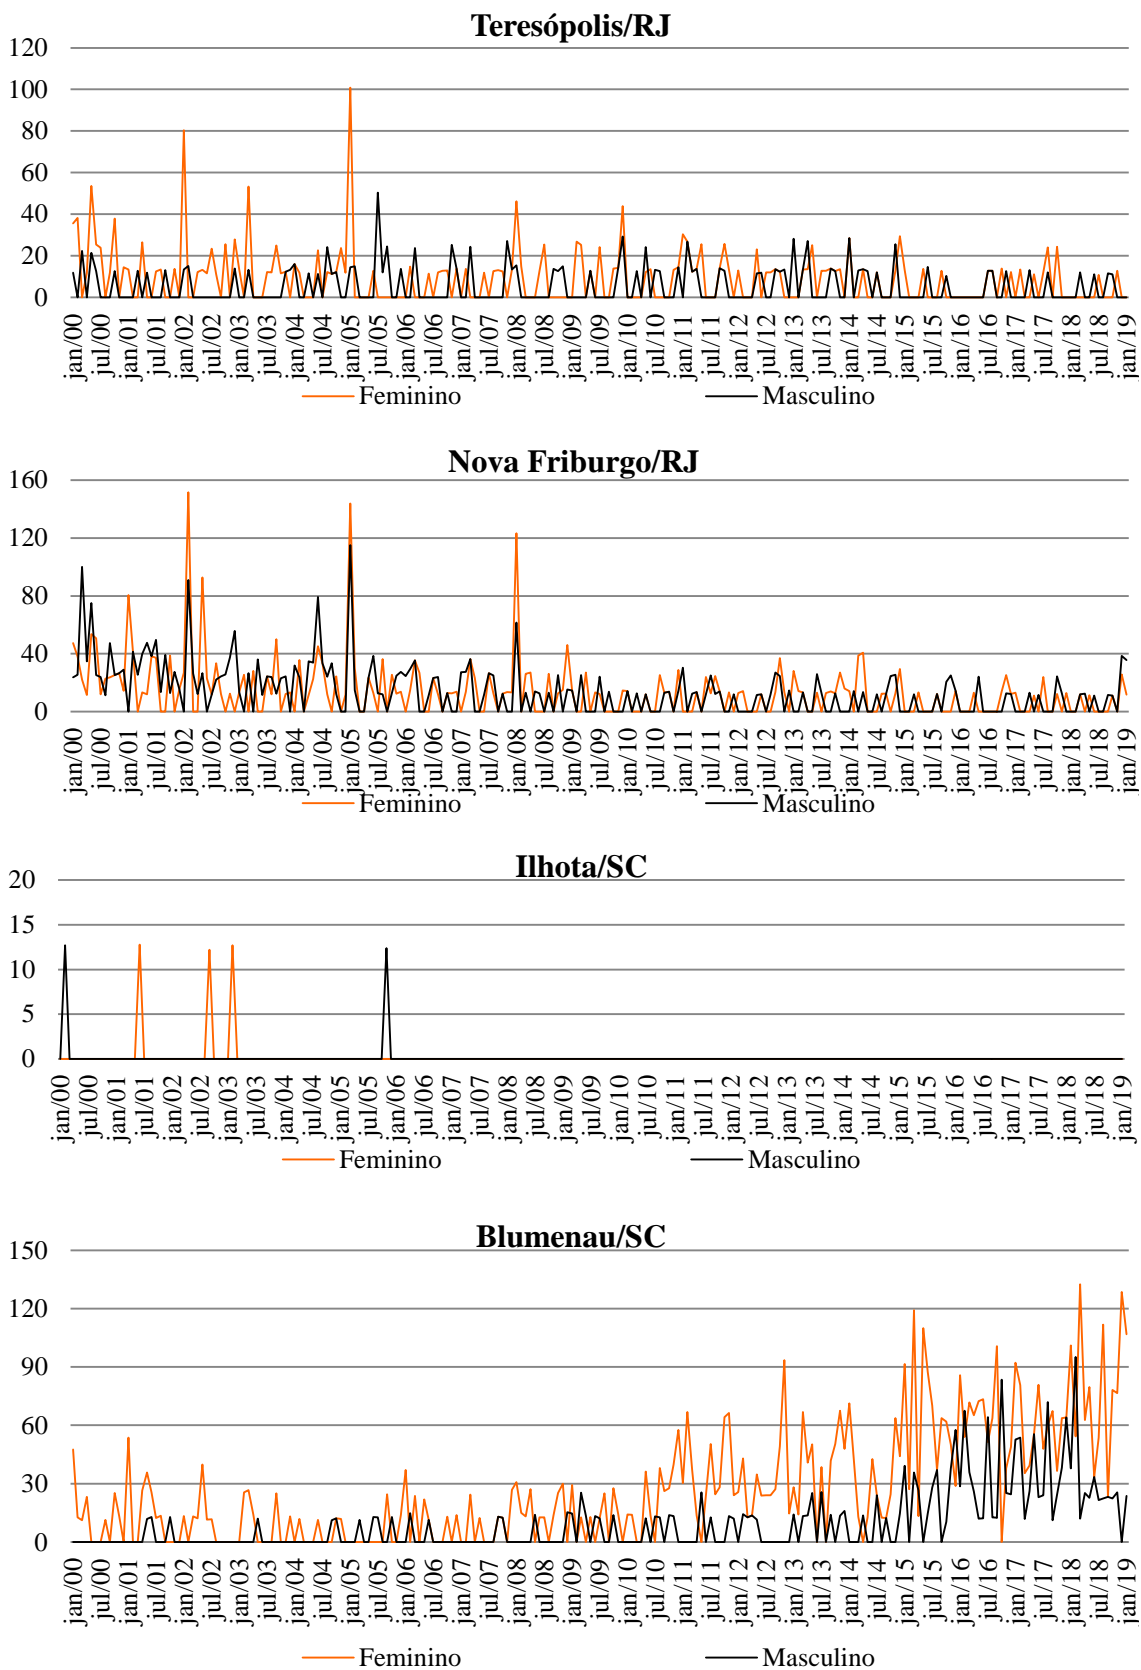 Teresópolis/RJ
120
100
80
60
40
20
0
jan/00 jul/00 jan/01 jul/01 jan/02 jul/02 jan/03 jul/03 jan/04 jul/04 jan/05 jul/05 jan/06 jul/06 jan/07 jul/07 jan/08 jul/08 jan/09 jul/09 jan/10 jul/10 jan/11 jul/11 jan/12 jul/12 jan/13 jul/13 jan/14 jul/14 jan/15 jul/15 jan/16 jul/16 jan/17 jul/17 jan/18 jul/18 jan/19
Feminino Masculino
Nova Friburgo/RJ
160
120
80
40
0
jan/00 jul/00 jan/01 jul/01 jan/02 jul/02 jan/03 jul/03 jan/04 jul/04 jan/05 jul/05 jan/06 jul/06 jan/07 jul/07 jan/08 jul/08 jan/09 jul/09 jan/10 jul/10 jan/11 jul/11 jan/12 jul/12 jan/13 jul/13 jan/14 jul/14 jan/15 jul/15 jan/16 jul/16 jan/17 jul/17 jan/18 jul/18 jan/19
Feminino Masculino
Ilhota/SC
20
15
10
5
0
jan/00 jul/00 jan/01 jul/01 jan/02 jul/02 jan/03 jul/03 jan/04 jul/04 jan/05 jul/05 jan/06 jul/06 jan/07 jul/07 jan/08 jul/08 jan/09 jul/09 jan/10 jul/10 jan/11 jul/11 jan/12 jul/12 jan/13 jul/13 jan/14 jul/14 jan/15 jul/15 jan/16 jul/16 jan/17 jul/17 jan/18 jul/18 jan/19
Feminino Masculino
Blumenau/SC
150
120
90
60
30
0
jan/00 jul/00 jan/01 jul/01 jan/02 jul/02 jan/03 jul/03 jan/04 jul/04 jan/05 jul/05 jan/06 jul/06 jan/07 jul/07 jan/08 jul/08 jan/09 jul/09 jan/10 jul/10 jan/11 jul/11 jan/12 jul/12 jan/13 jul/13 jan/14 jul/14 jan/15 jul/15 jan/16 jul/16 jan/17 jul/17 jan/18 jul/18 jan/19
Feminino Masculino